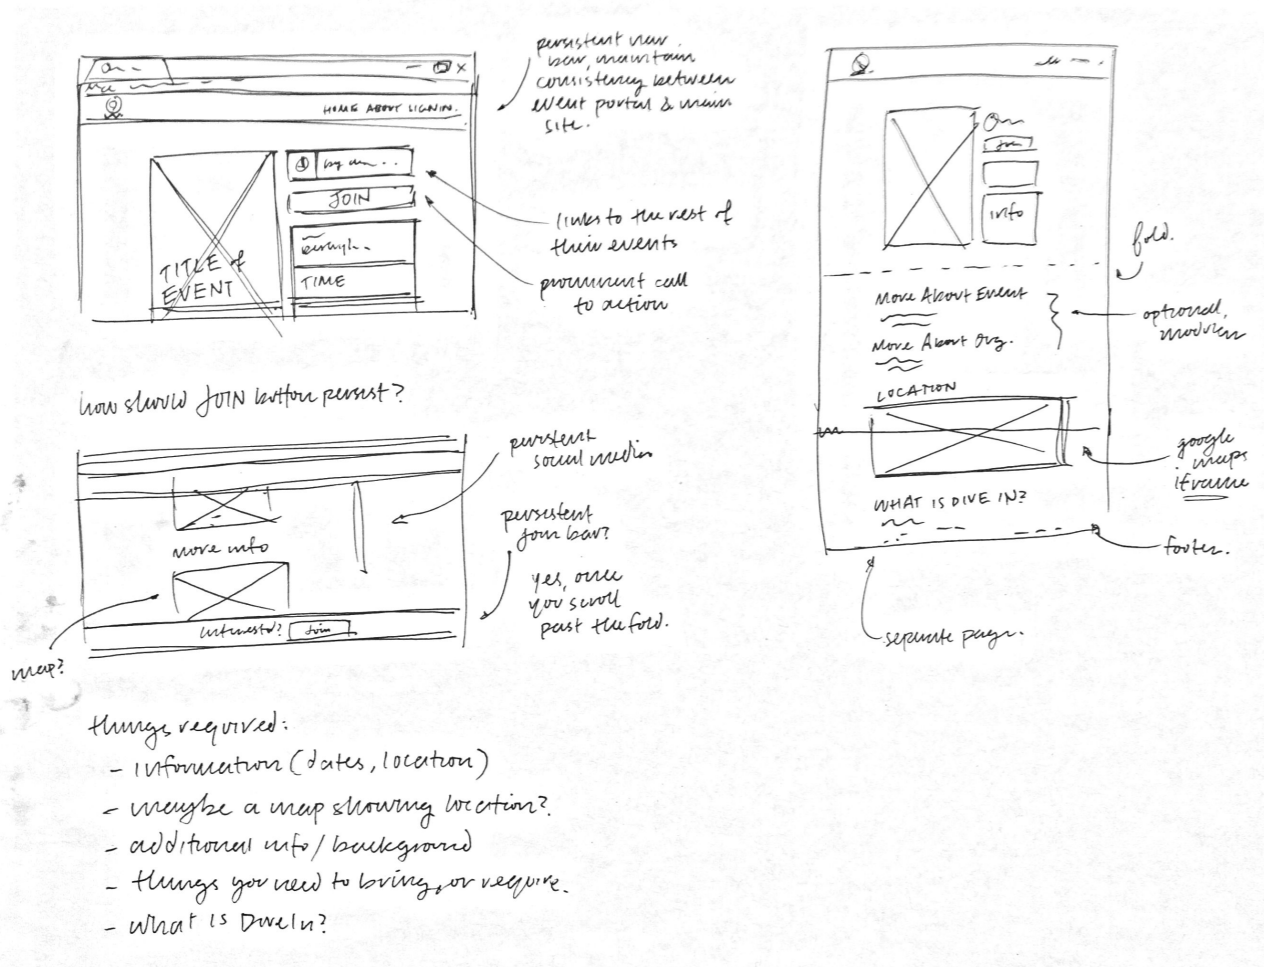 persistent nav
bar, maintain
consistency between
event portal & main
site.
HOME ABOUT SIGNIN.
JOIN
TITLE of
EVENT
TIME
links to the rest of
their events
prominent call
to action
how should JOIN button persist?
persistent
social media
more info
persistent
join bar?
yes, once
you scroll
past the fold.
interested? Join
map?
things required:
- information (dates, location)
- maybe a map showing location?
- additional info/background
- things you need to bring, or require.
- what is DiveIn?
Join
info
fold.
More About Event
More About Org.
optional,
modular
LOCATION
google
maps
iframe
WHAT IS DIVE IN?
footer.
separate page.